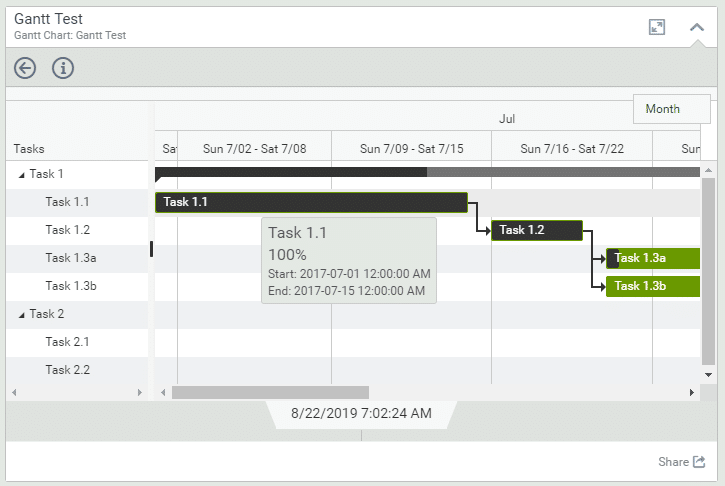 Gantt Test
Gantt Chart: Gantt Test
Month
Jul
Tasks
Sat
Sun 7/02 - Sat 7/08
Sun 7/09 - Sat 7/15
Sun 7/16 - Sat 7/22
Sun
Task 1
Task 1.1
Task 1.1
Task 1.2
Task 1.2
Task 1.1
100%
Start: 2017-07-01 12:00:00 AM
End: 2017-07-15 12:00:00 AM
Task 1.3a
Task 1.3a
Task 1.3b
Task 1.3b
Task 2
Task 2.1
Task 2.2
8/22/2019 7:02:24 AM
Share